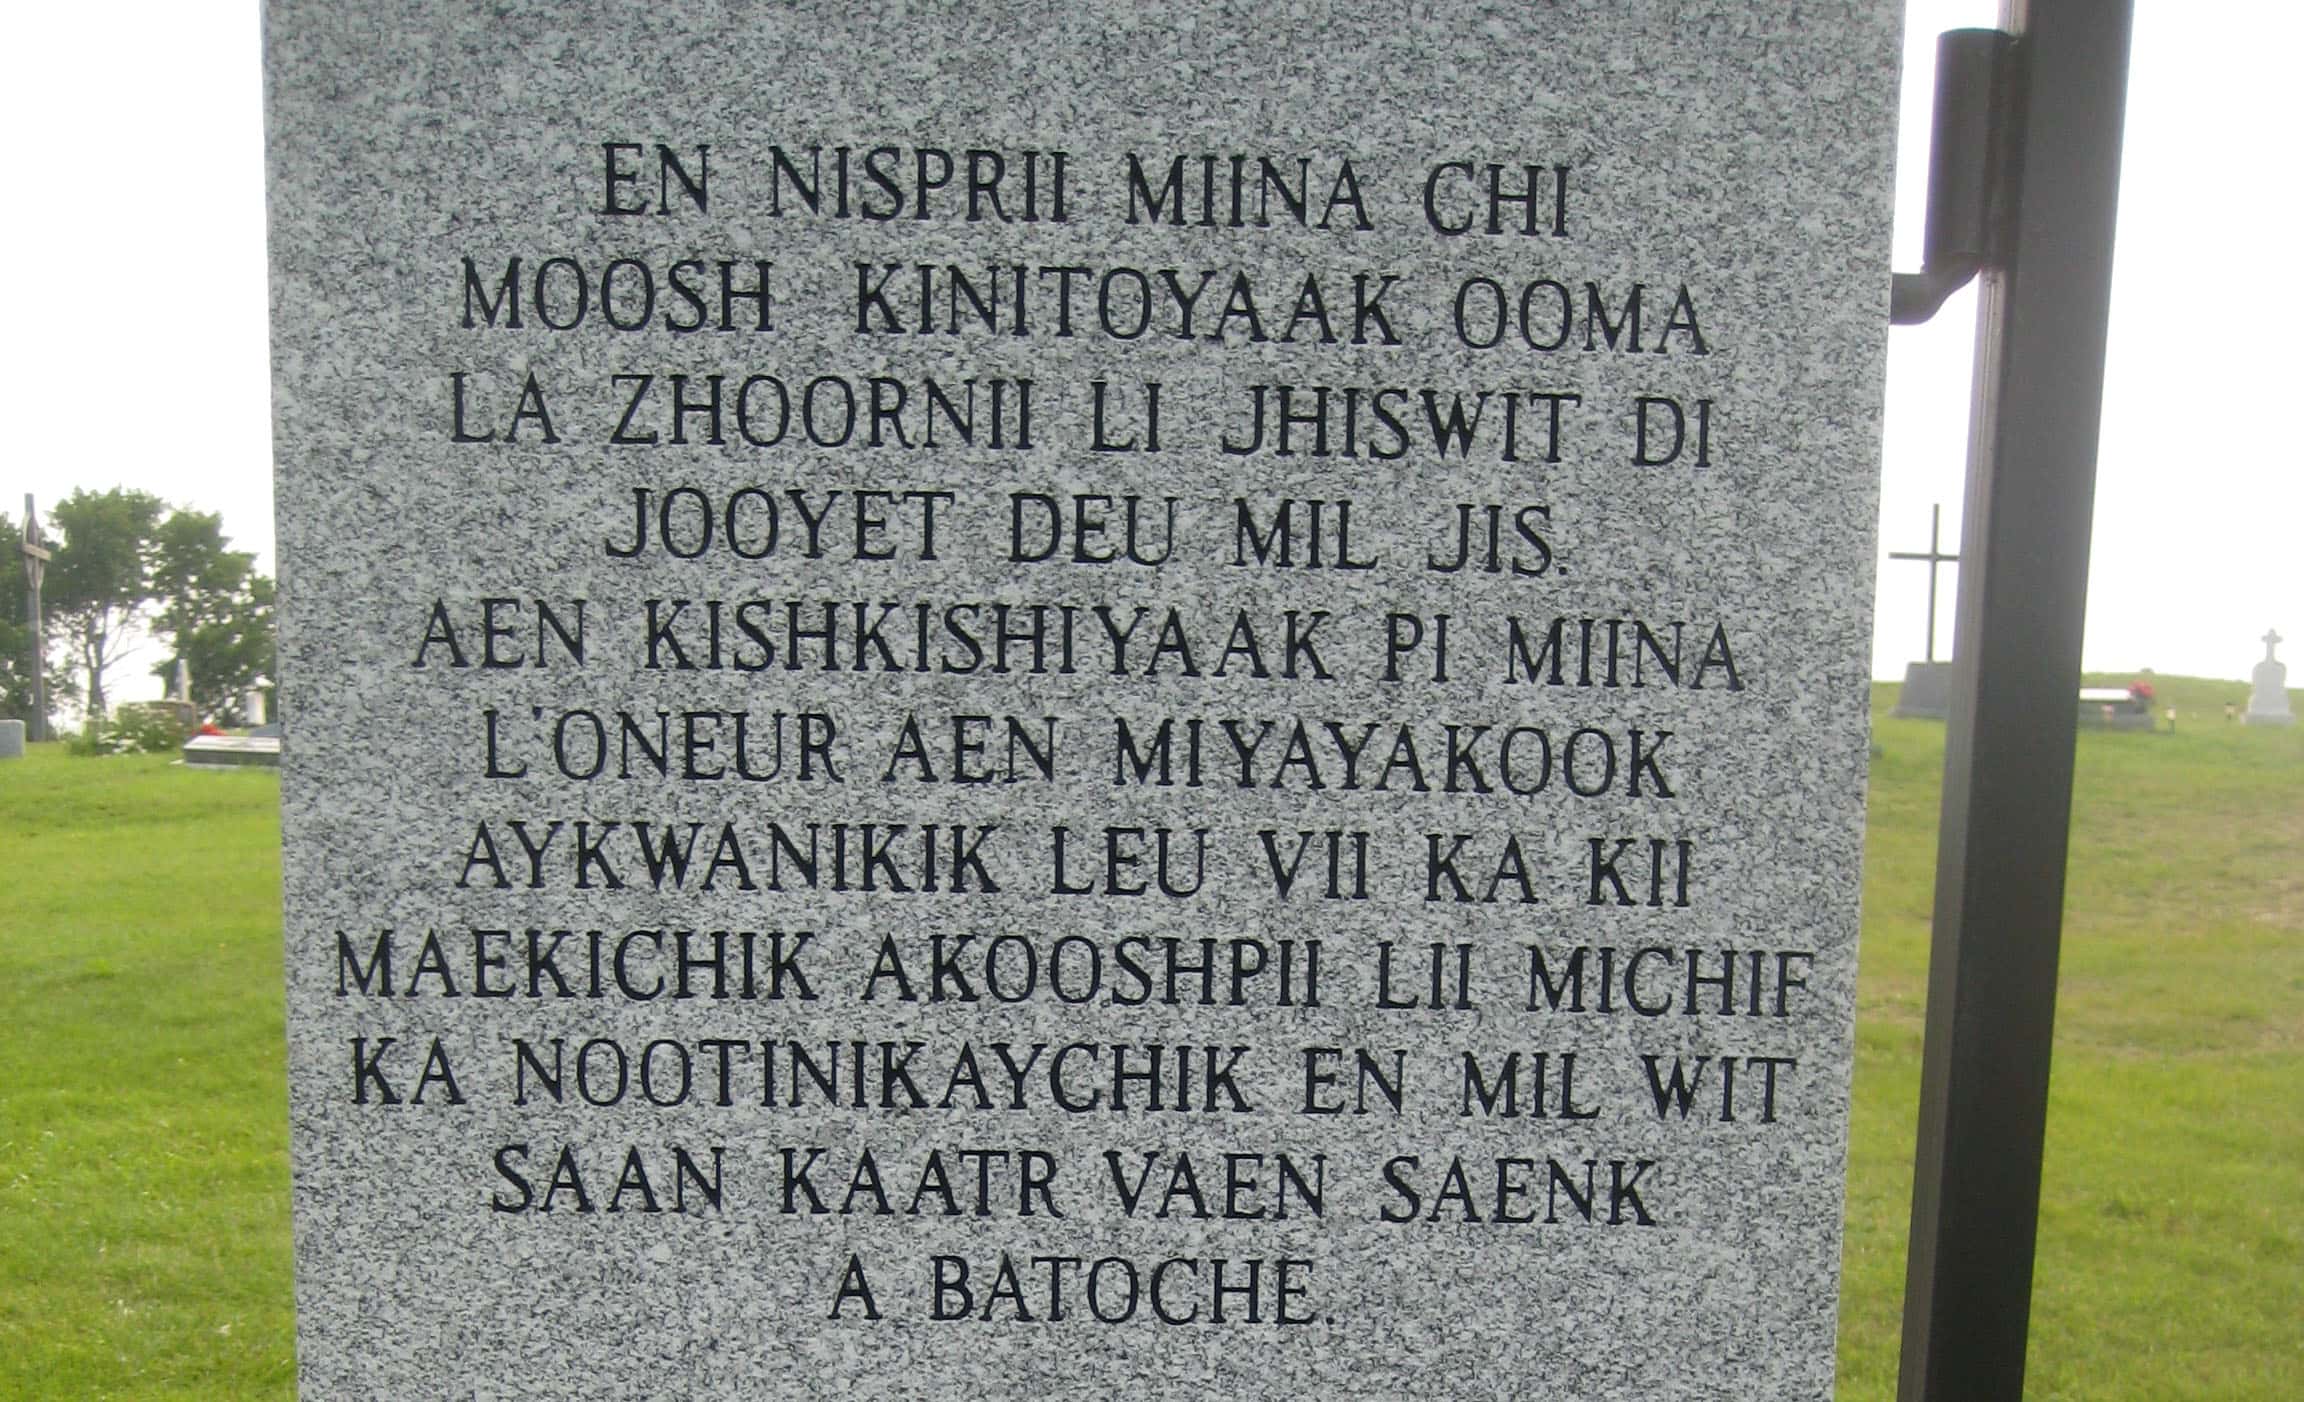 EN NISPRII MIINA CHI
MOOSH KINITOYAAK OOMA
LA ZHOORNII LI JHISWIT DI
JOOYET DEU MIL JIS.
AEN KISHKISHIYAAK PI MIINA
L'ONEUR AEN MIYAYAKOOK
AYKWANIKIK LEU VII KA KII
MAEKICHIK AKOOSHPII LII MICHIF
KA NOOTINIKAYCHIK EN MIL WIT
SAAN KAATR VAEN SAENK
A BATOCHE.